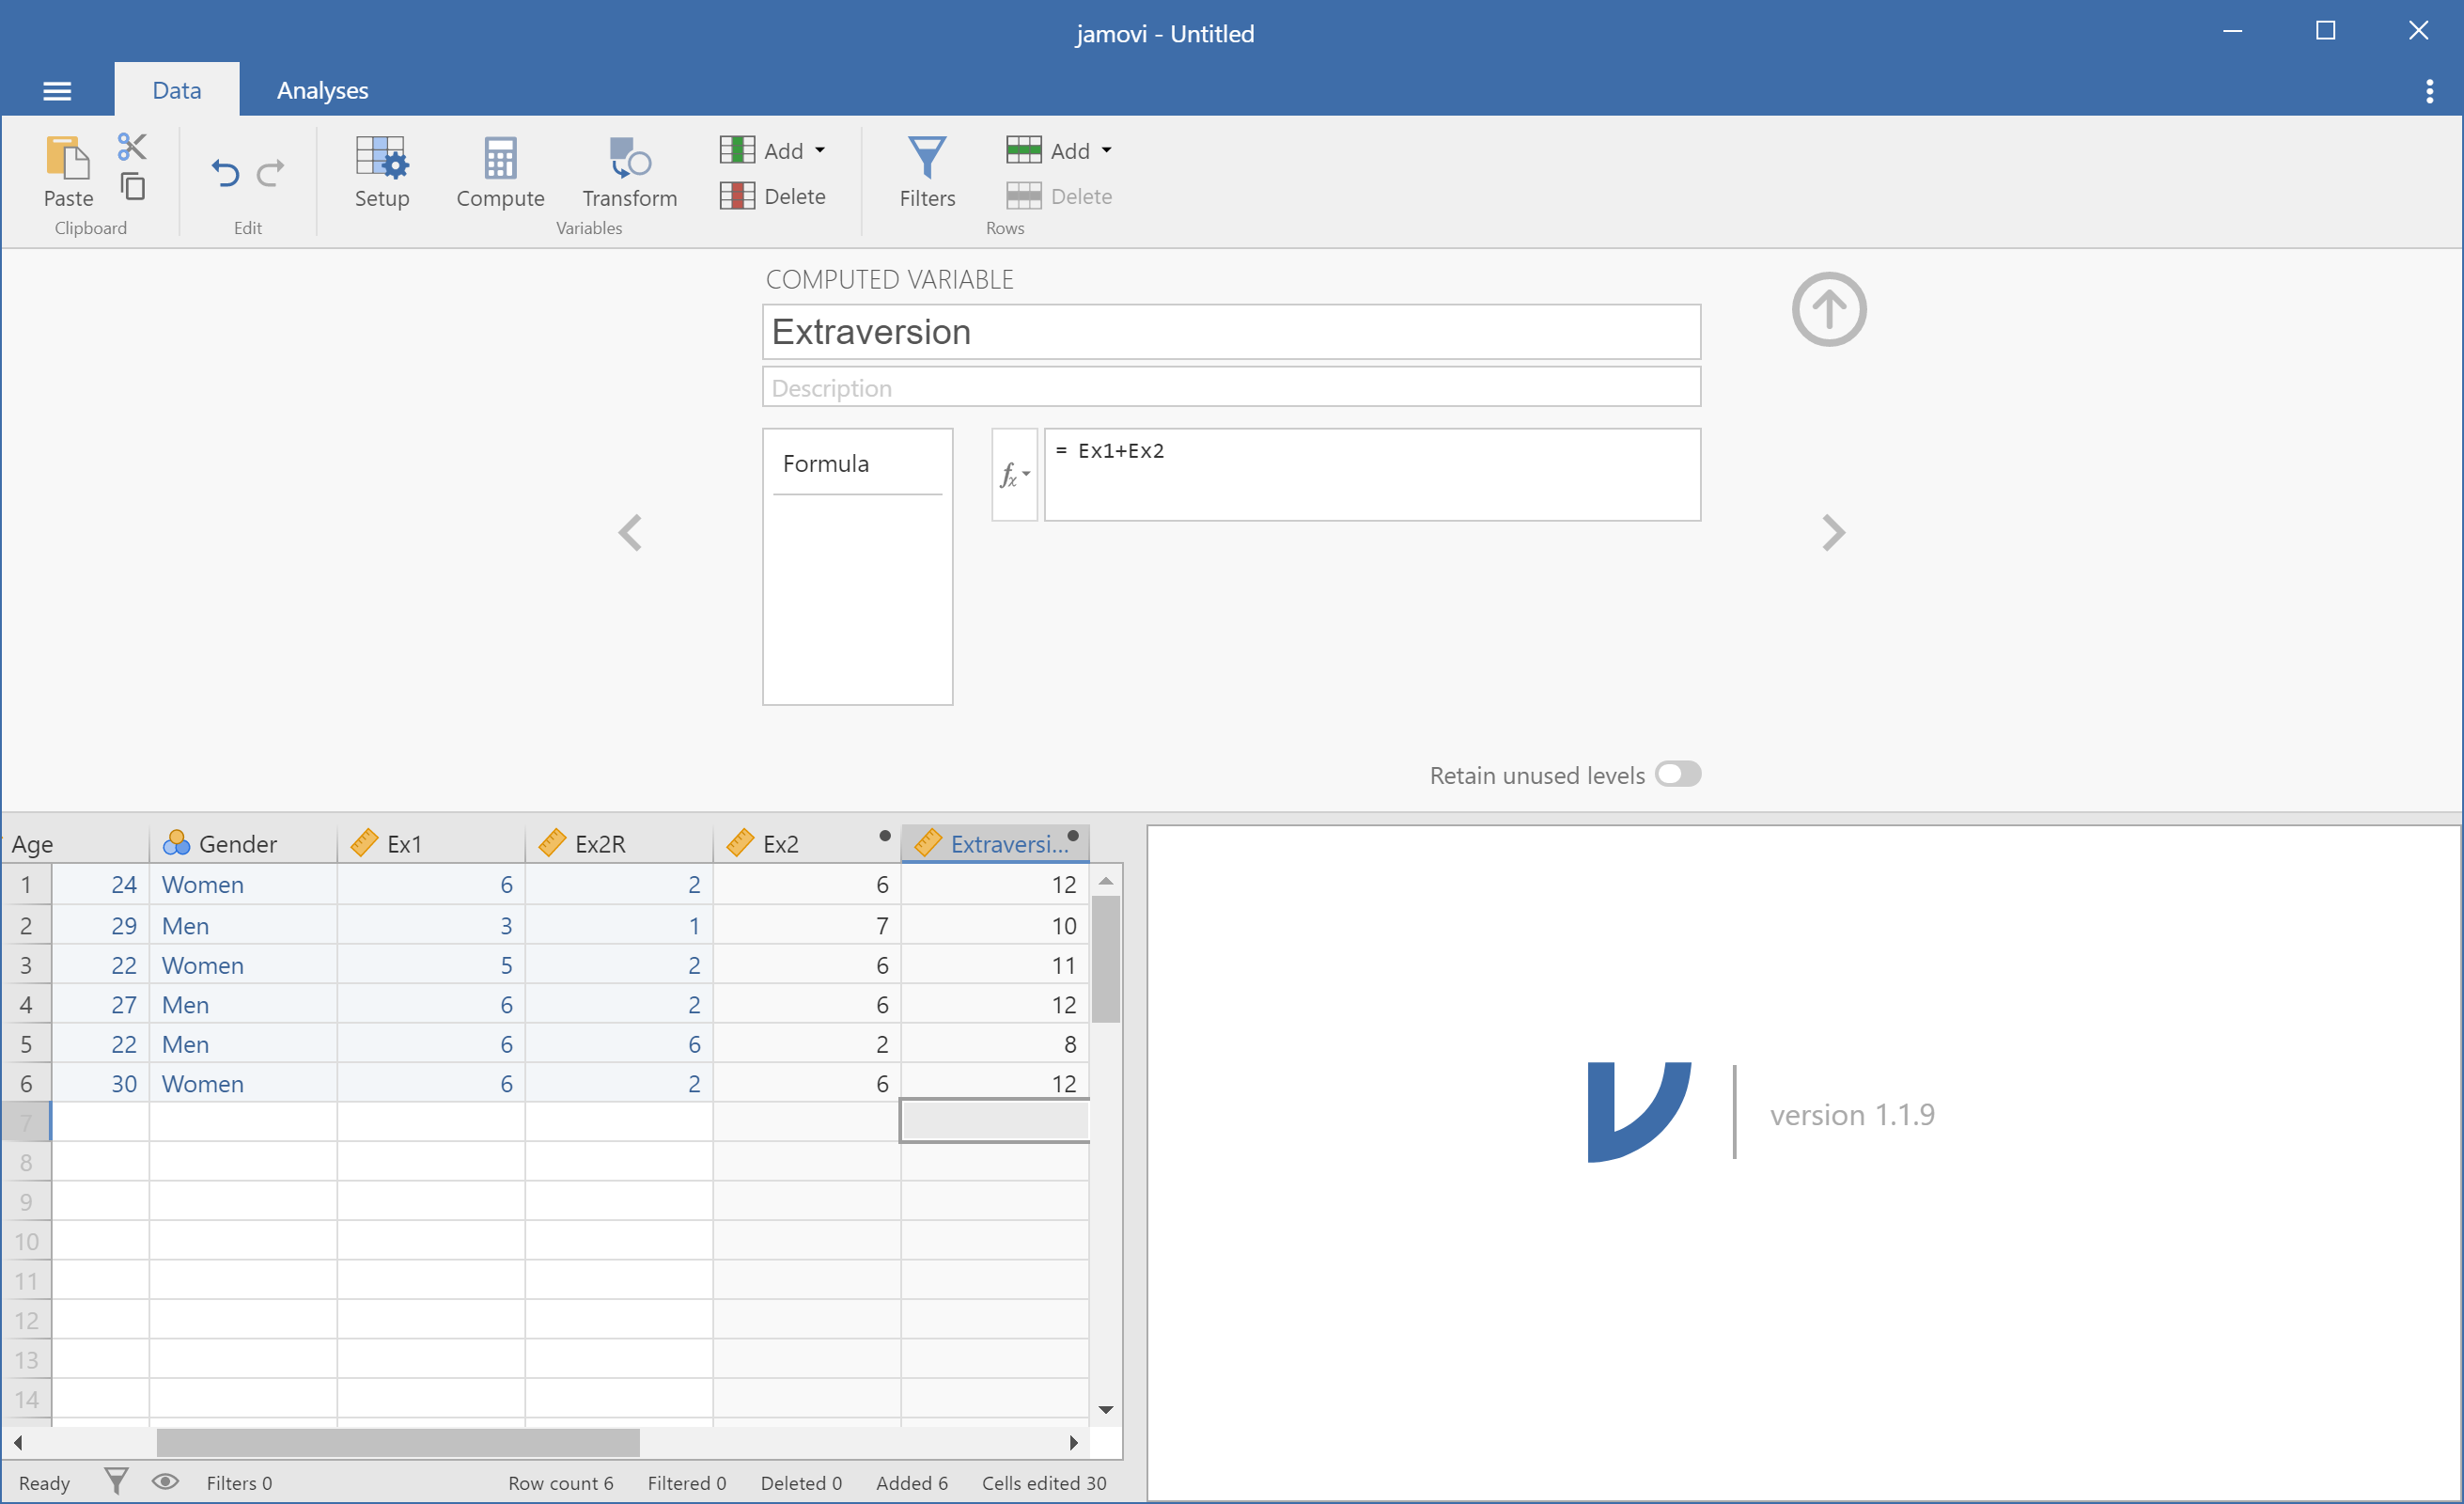 jamovi - Untitled
Data Analyses
Paste Setup Compute Transform Add Delete Filters Add Delete
Clipboard Edit Variables Rows
COMPUTED VARIABLE
Extraversion
Description
Formula fx = Ex1+Ex2
Retain unused levels
Age Gender Ex1 Ex2R Ex2 Extraversi...
1 24 Women 6 2 6 12
2 29 Men 3 1 7 10
3 22 Women 5 2 6 11
4 27 Men 6 2 6 12
5 22 Men 6 6 2 8
6 30 Women 6 2 6 12
7
8
9
10
11
12
13
14
version 1.1.9
Ready Filters 0 Row count 6 Filtered 0 Deleted 0 Added 6 Cells edited 30